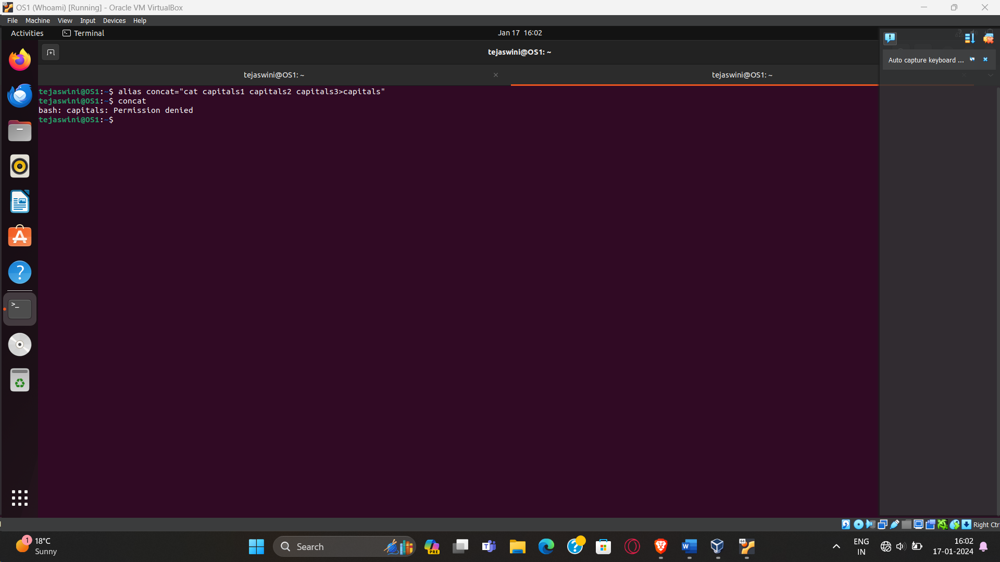 OS1 (Whoami) [Running] - Oracle VM VirtualBox
File Machine View Input Devices Help
Activities Terminal Jan 17 16:02
tejaswini@OS1: ~
Auto capture keyboard ...
tejaswini@OS1: ~ × tejaswini@OS1: ~
tejaswini@OS1:~$ alias concat="cat capitals1 capitals2 capitals3>capitals"
tejaswini@OS1:~$ concat
bash: capitals: Permission denied
tejaswini@OS1:~$
Right Ctr
1 18°C
Sunny
Search
PRE
ENG
IN
16:02
17-01-2024